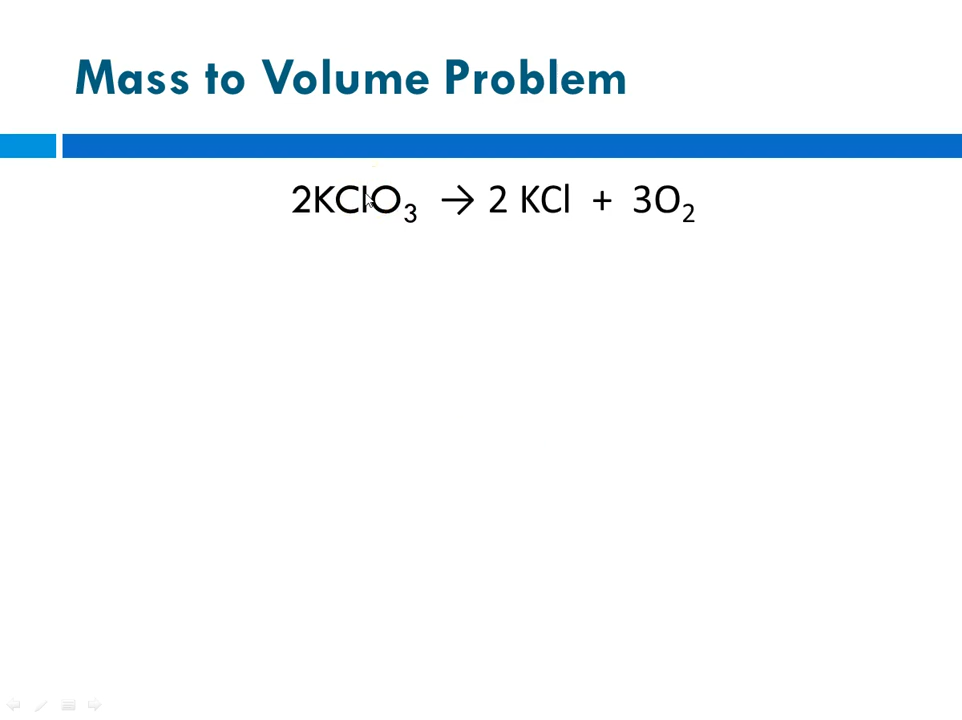 Mass to Volume Problem
2KClO₃ → 2 KCl + 3O₂